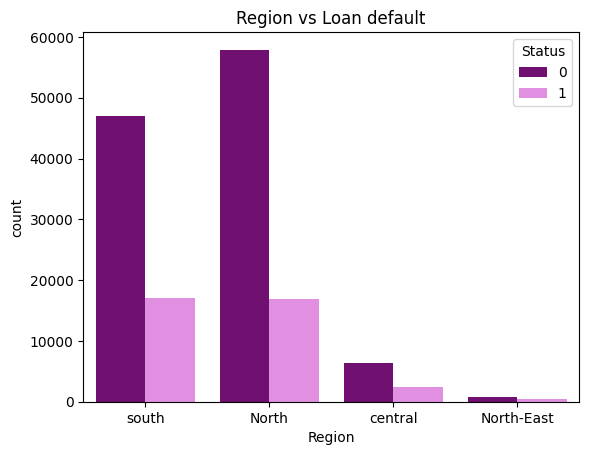 Region vs Loan default
60000
50000
40000
30000
20000
10000
0
count
Status
0
1
south North central North-East
Region